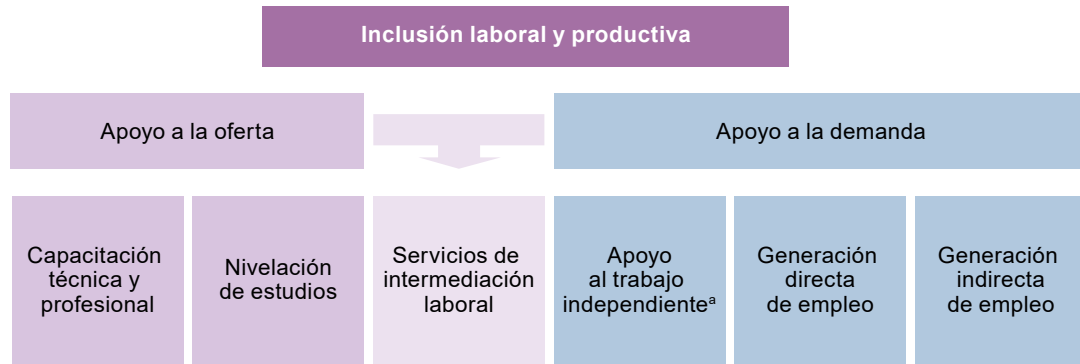 Inclusión laboral y productiva
Apoyo a la oferta
Apoyo a la demanda
Capacitación
técnica y
profesional
Nivelación
de estudios
Servicios de
intermediación
laboral
Apoyo
al trabajo
independienteᵃ
Generación
directa
de empleo
Generación
indirecta
de empleo